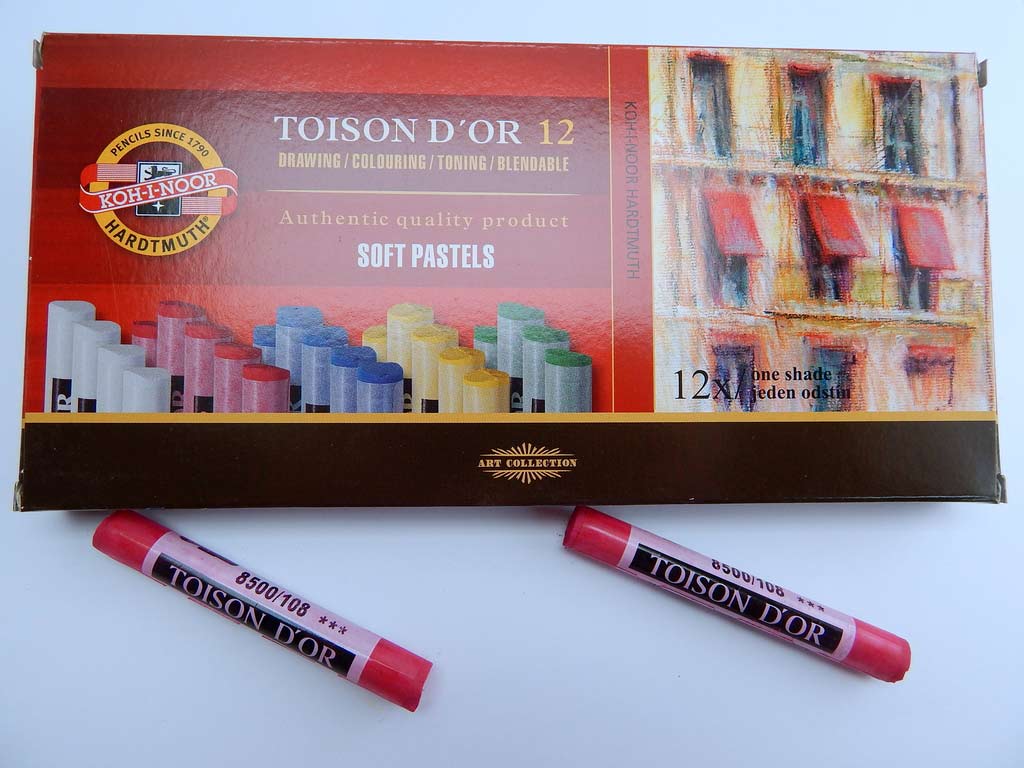 PENCILS SINCE 1790
KOH-I-NOOR
HARDTMUTH®
TOISON D´OR 12
DRAWING / COLOURING / TONING / BLENDABLE
Authentic quality product
SOFT PASTELS
KOH-I-NOOR HARDTMUTH
12x/ one shade
jeden odstín
ART COLLECTION
8500/108 ***
TOISON D'OR
8500/108 ***
TOISON D'OR